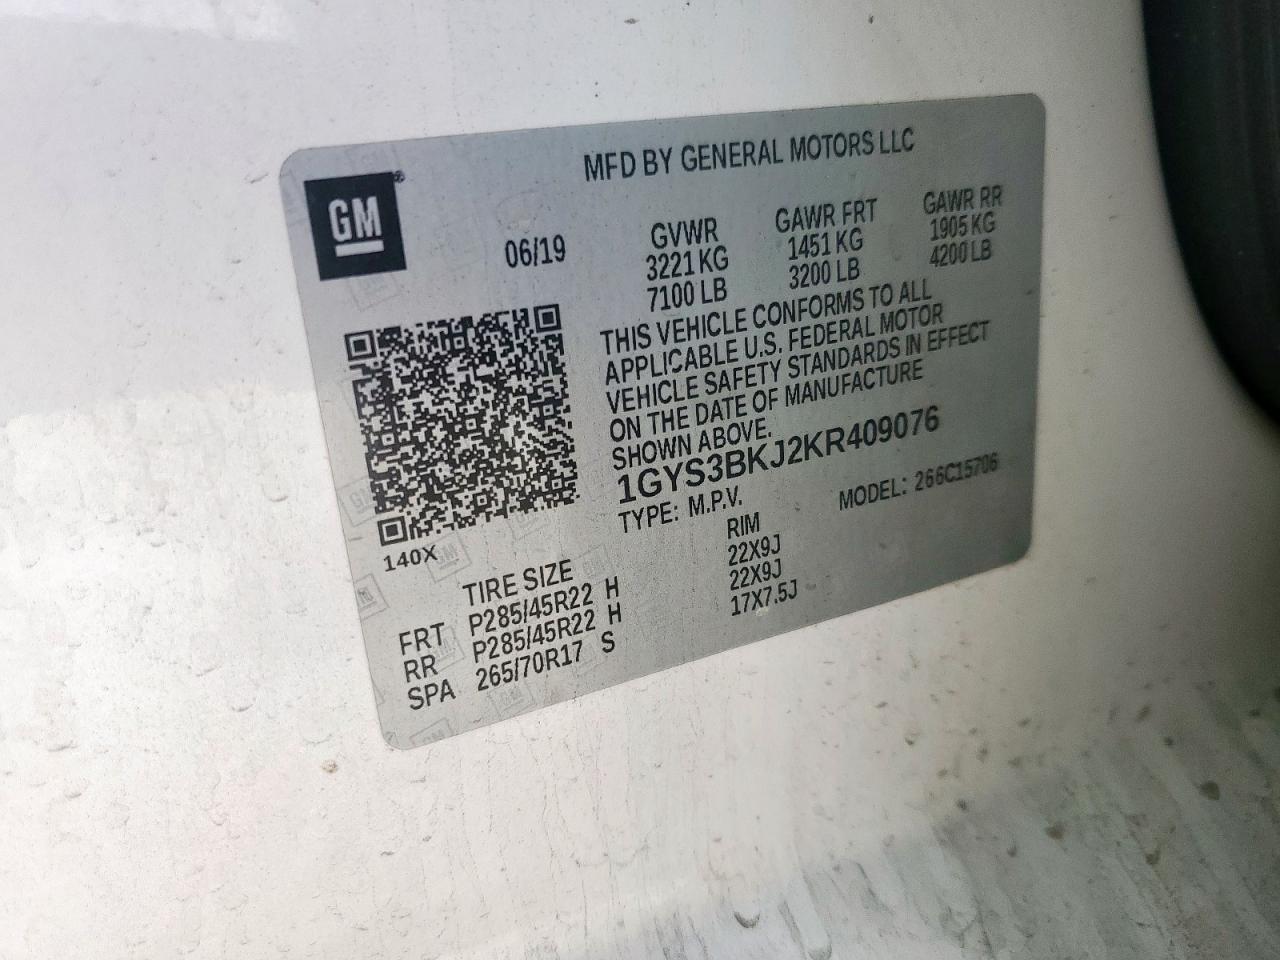 MFD BY GENERAL MOTORS LLC
GM®
06/19
GVWR GAWR FRT GAWR RR
3221 KG 1451 KG 1905 KG
7100 LB 3200 LB 4200 LB
THIS VEHICLE CONFORMS TO ALL
APPLICABLE U.S. FEDERAL MOTOR
VEHICLE SAFETY STANDARDS IN EFFECT
ON THE DATE OF MANUFACTURE
SHOWN ABOVE.
1GYS3BKJ2KR409076
TYPE: M.P.V. MODEL: 266C15706
140X
TIRE SIZE RIM
FRT P285/45R22 H 22X9J
RR P285/45R22 H 22X9J
SPA 265/70R17 S 17X7.5J